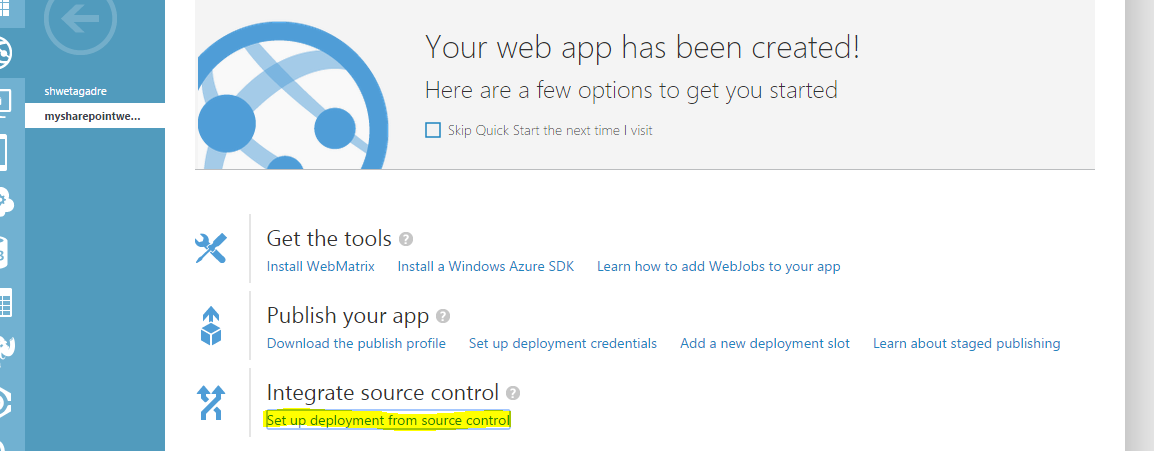 shwetagadre
mysharepointwe...
Your web app has been created!
Here are a few options to get you started
Skip Quick Start the next time I visit
Get the tools ?
Install WebMatrix Install a Windows Azure SDK Learn how to add WebJobs to your app
Publish your app ?
Download the publish profile Set up deployment credentials Add a new deployment slot Learn about staged publishing
Integrate source control ?
Set up deployment from source control